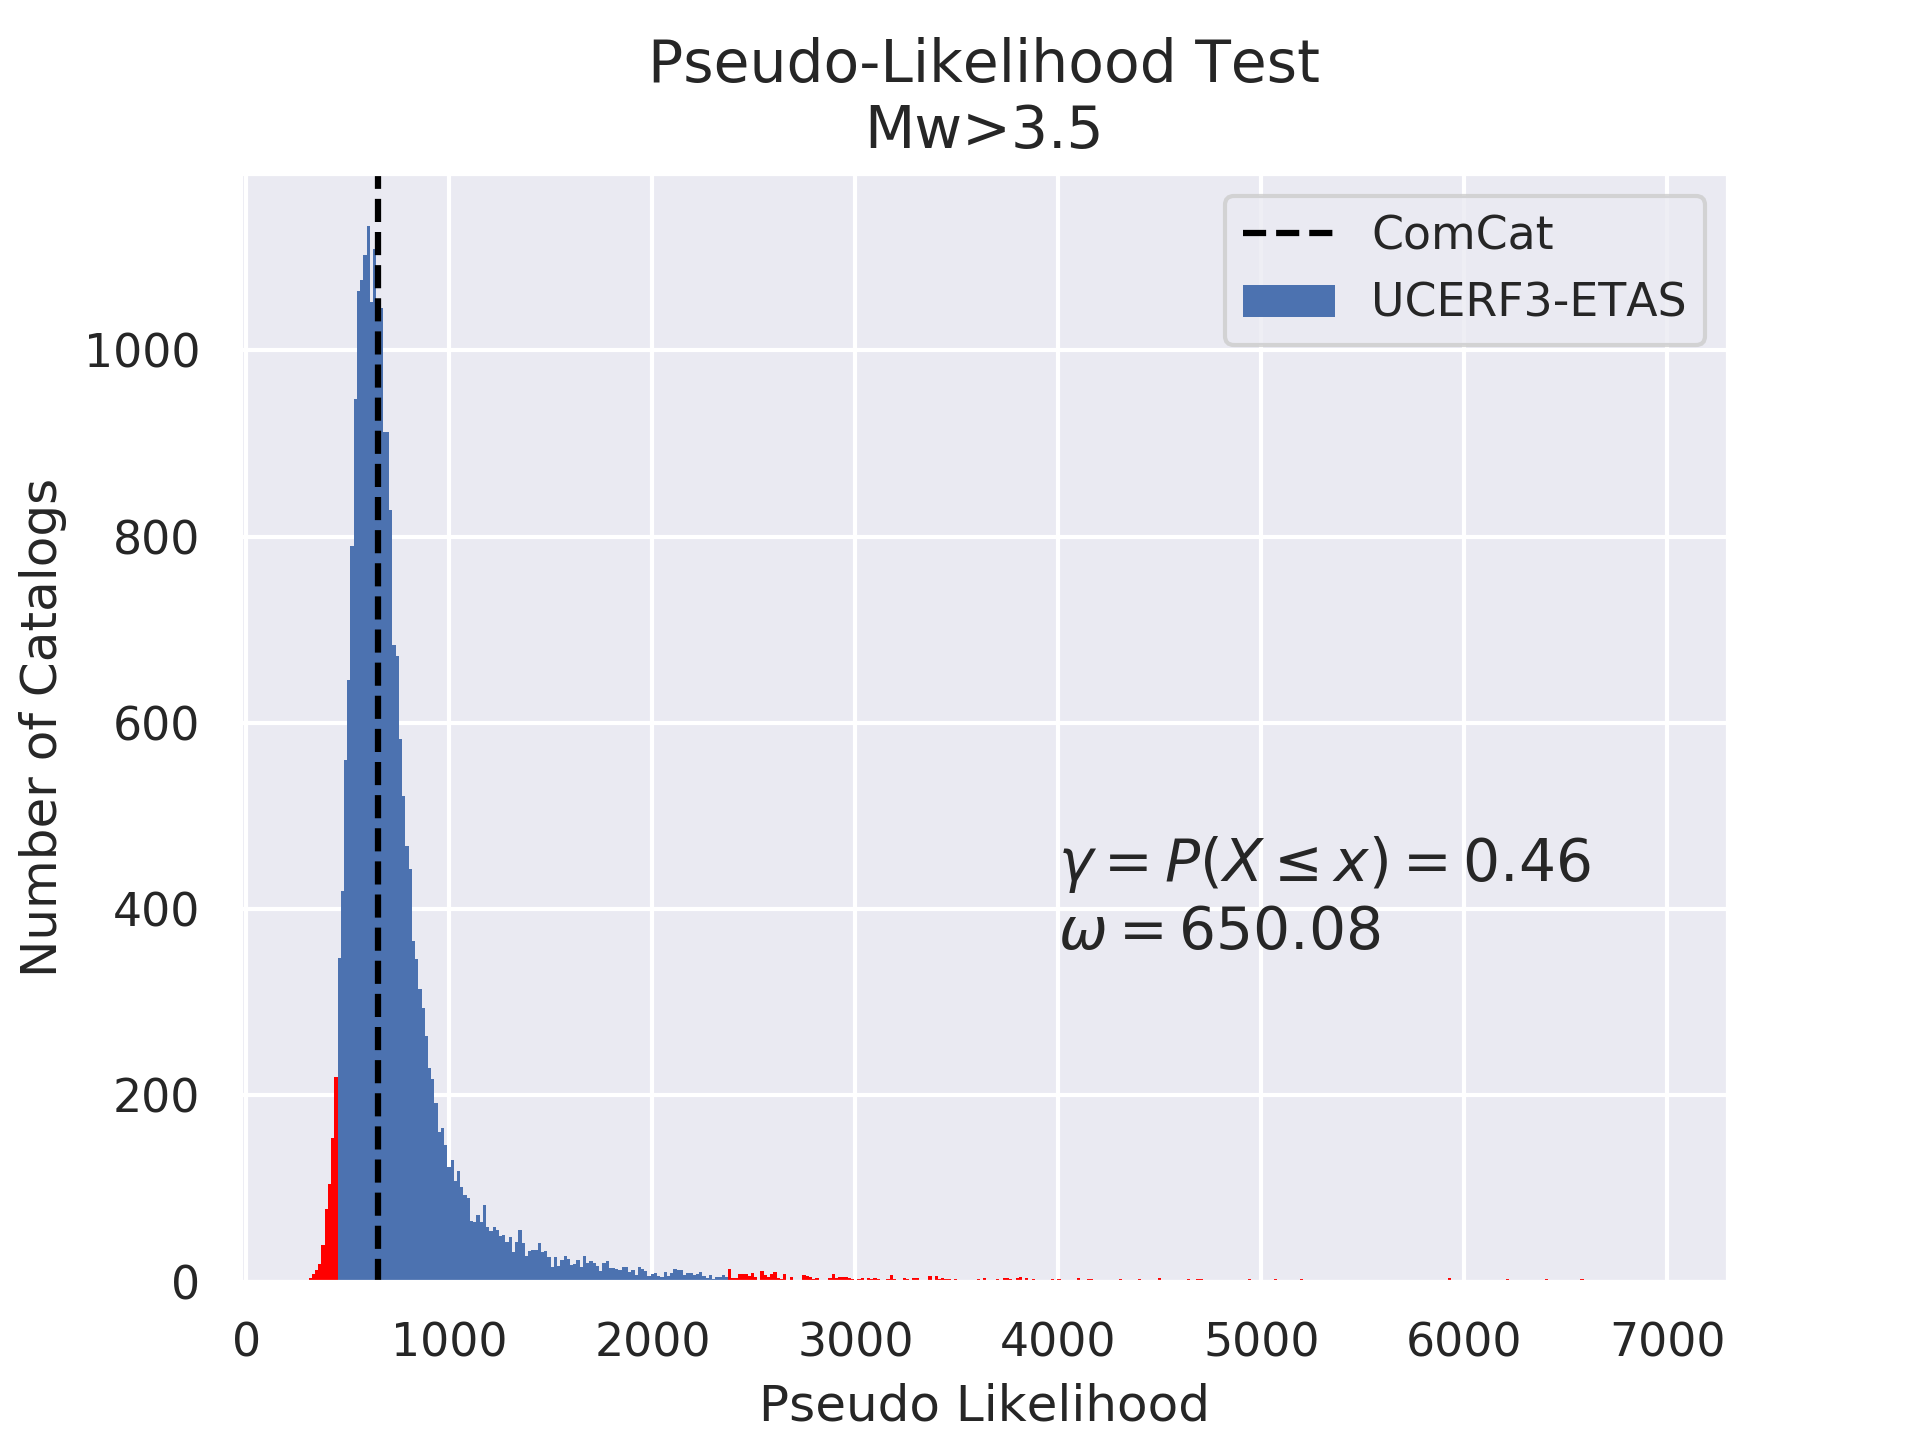 Pseudo-Likelihood Test
Mw>3.5
ComCat
UCERF3-ETAS
1000
800
600
400
200
0
Number of Catalogs
γ = P(X ≤ x) = 0.46
ω = 650.08
0 1000 2000 3000 4000 5000 6000 7000
Pseudo Likelihood